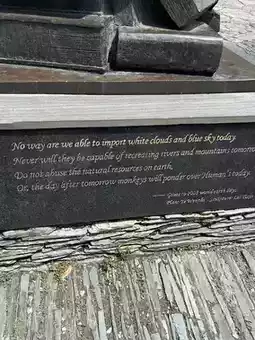 No way are we able to import white clouds and blue sky today.
Never will they be capable of recreating rivers and mountains tomorrow
Do not abuse the natural resources on earth,
Or, the day after tomorrow monkeys will ponder over Human's today.